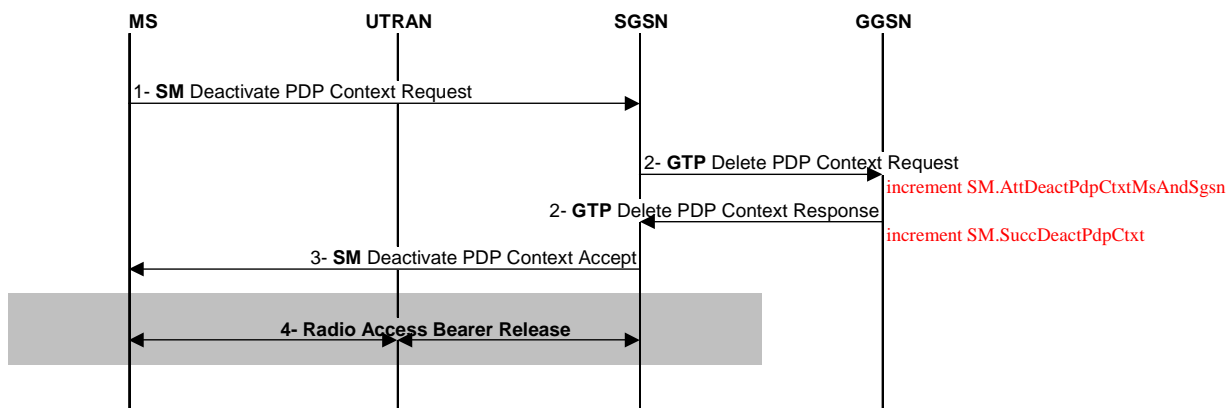 MS UTRAN SGSN GGSN
1- SM Deactivate PDP Context Request
2- GTP Delete PDP Context Request
increment SM.AttDeactPdpCtxtMsAndSgsn
2- GTP Delete PDP Context Response
increment SM.SuccDeactPdpCtxt
3- SM Deactivate PDP Context Accept
4- Radio Access Bearer Release